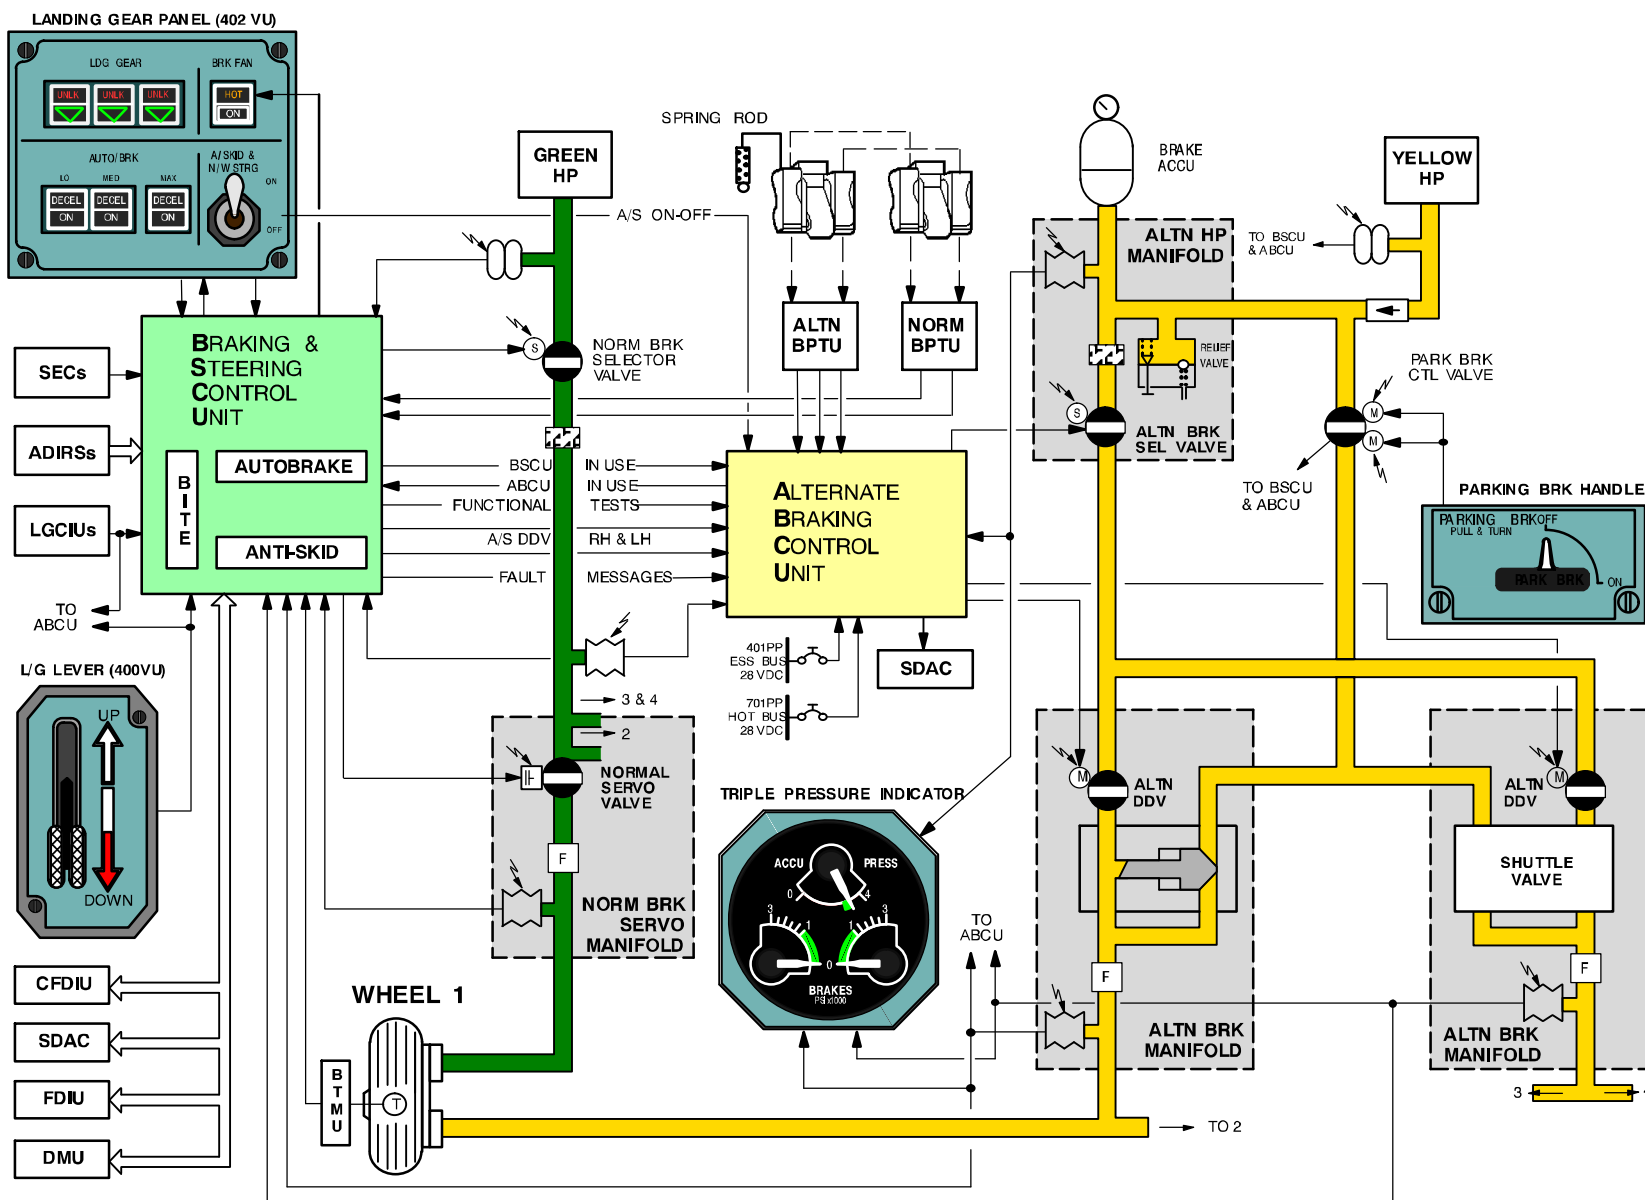 LANDING GEAR PANEL (402 VU)
LDG GEAR
BRK FAN
UNLK
UNLK
UNLK
HOT
ON
AUTO/BRK
LO
MED
MAX
DECEL
ON
DECEL
ON
DECEL
ON
A/SKID &
N/W STRG
ON
OFF
GREEN
HP
SPRING ROD
BRAKE
ACCU
YELLOW
HP
A/S ON-OFF
ALTN HP
MANIFOLD
TO BSCU
& ABCU
BRAKING &
STEERING
CONTROL
UNIT
SECs
ADIRSs
LGCIUs
BITE
AUTOBRAKE
ANTI-SKID
S
NORM BRK
SELECTOR
VALVE
ALTN
BPTU
NORM
BPTU
RELIEF
VALVE
S
ALTN BRK
SEL VALVE
PARK BRK
CTL VALVE
M
M
TO BSCU
& ABCU
BSCU IN USE
ABCU IN USE
FUNCTIONAL TESTS
A/S DDV RH & LH
FAULT MESSAGES
ALTERNATE
BRAKING
CONTROL
UNIT
PARKING BRK HANDLE
PARKING BRK
PULL & TURN
OFF
PARK BRK
ON
TO
ABCU
401PP
ESS BUS
28 VDC
SDAC
701PP
HOT BUS
28 VDC
L/G LEVER (400VU)
UP
DOWN
3 & 4
2
NORMAL
SERVO
VALVE
F
NORM BRK
SERVO
MANIFOLD
TRIPLE PRESSURE INDICATOR
ACCU
PRESS
0
4
3
1
1
3
0
BRAKES
PSI x1000
M
ALTN
DDV
M
ALTN
DDV
SHUTTLE
VALVE
TO
ABCU
F
F
ALTN BRK
MANIFOLD
ALTN BRK
MANIFOLD
3
CFDIU
SDAC
FDIU
DMU
WHEEL 1
BTMU
T
TO 2